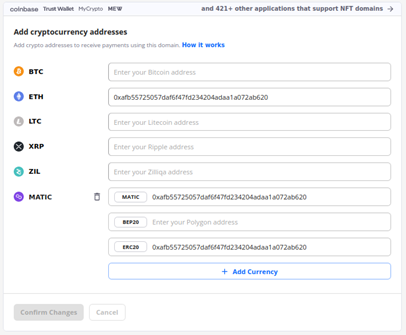 coinbase Trust Wallet MyCrypto MEW and 421+ other applications that support NFT domains →
Add cryptocurrency addresses
Add crypto addresses to receive payments using this domain. How it works
BTC Enter your Bitcoin address
ETH 0xafb55725057daf6f47fd234204adaa1a072ab620
LTC Enter your Litecoin address
XRP Enter your Ripple address
ZIL Enter your Zilliqa address
MATIC MATIC 0xafb55725057daf6f47fd234204adaa1a072ab620
BEP20 Enter your Polygon address
ERC20 0xafb55725057daf6f47fd234204adaa1a072ab620
+ Add Currency
Confirm Changes Cancel